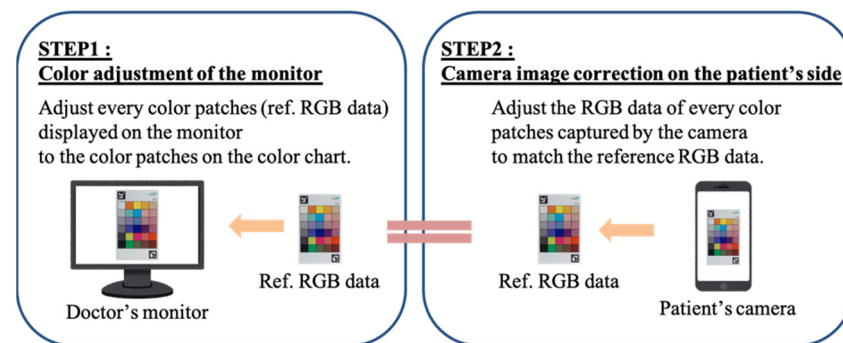 STEP1 :
Color adjustment of the monitor
Adjust every color patches (ref. RGB data)
displayed on the monitor
to the color patches on the color chart.
Ref. RGB data
Doctor's monitor
STEP2 :
Camera image correction on the patient's side
Adjust the RGB data of every color
patches captured by the camera
to match the reference RGB data.
Ref. RGB data
Patient's camera